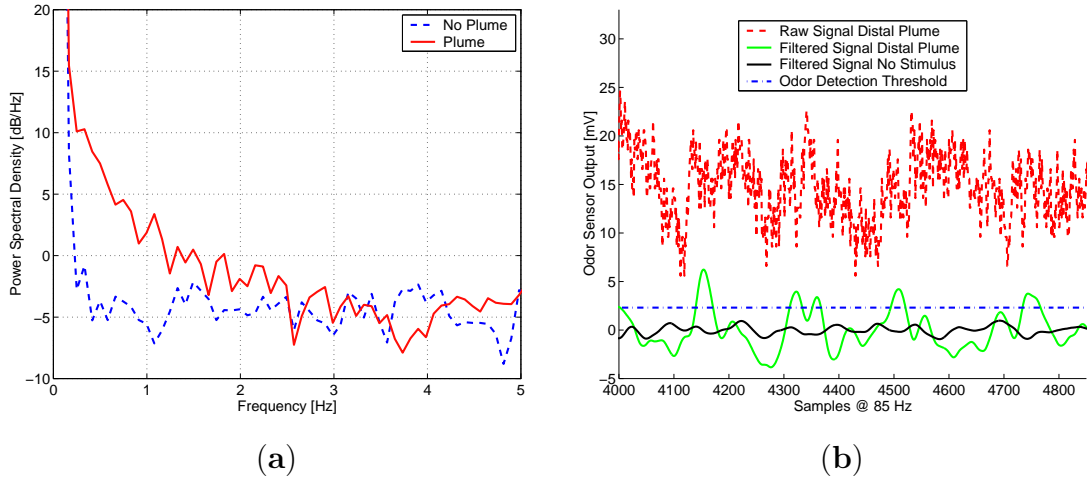 20
15
10
5
0
−5
−10
0
1
2
3
4
5
Power Spectral Density [dB/Hz]
Frequency [Hz]
No Plume
Plume
(a)
30
25
20
15
10
5
0
−5
4000
4100
4200
4300
4400
4500
4600
4700
4800
Odor Sensor Output [mV]
Samples @ 85 Hz
Raw Signal Distal Plume
Filtered Signal Distal Plume
Filtered Signal No Stimulus
Odor Detection Threshold
(b)